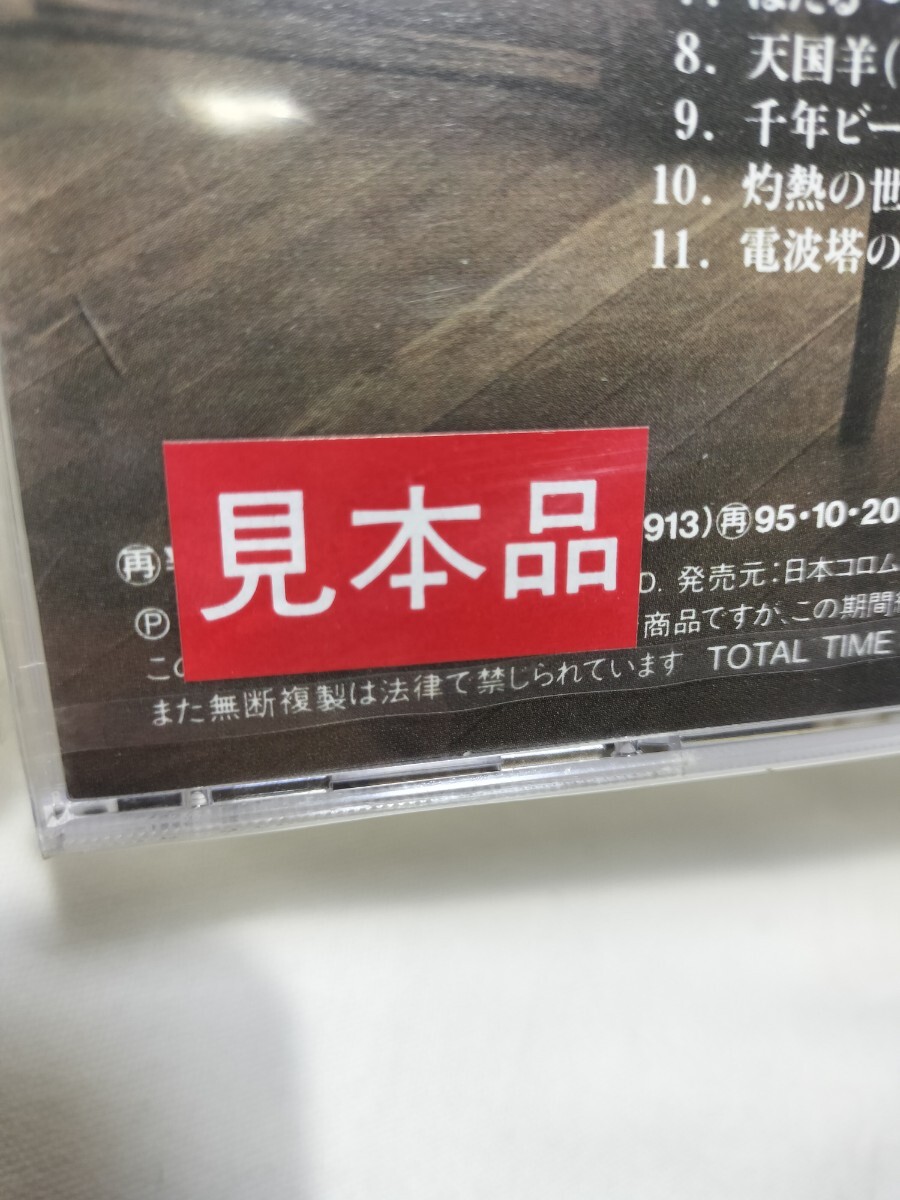 8. 天国羊(
9. 千年ビー
10. 灼熱の世
11. 電波塔の
見本品
913)再95・10・20
D. 発売元:日本コロム
Ⓟ
商品ですが、この期間
この
また無断複製は法律で禁じられています TOTAL TIME